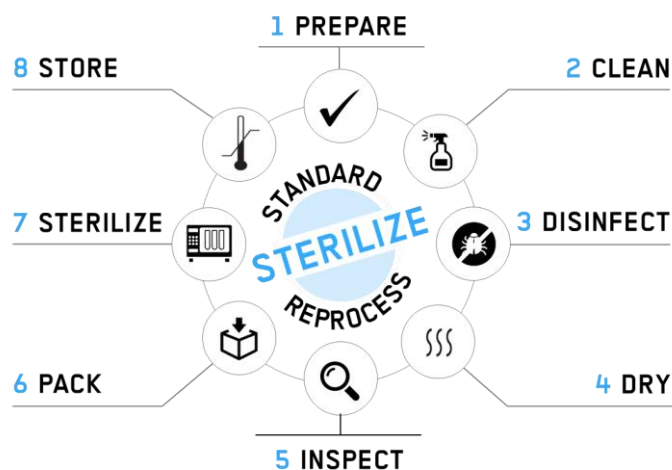 1 PREPARE
2 CLEAN
3 DISINFECT
4 DRY
5 INSPECT
6 PACK
7 STERILIZE
8 STORE
STANDARD
STERILIZE
REPROCESS